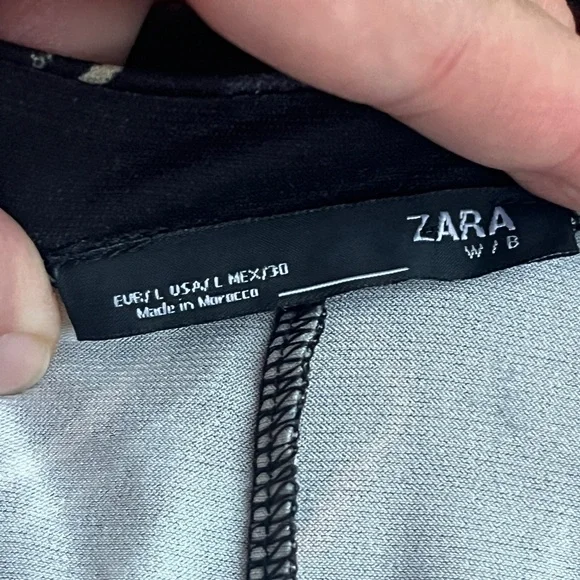 ZARA
W / B
EUR/L USA/L MEX/30
Made in Morocco